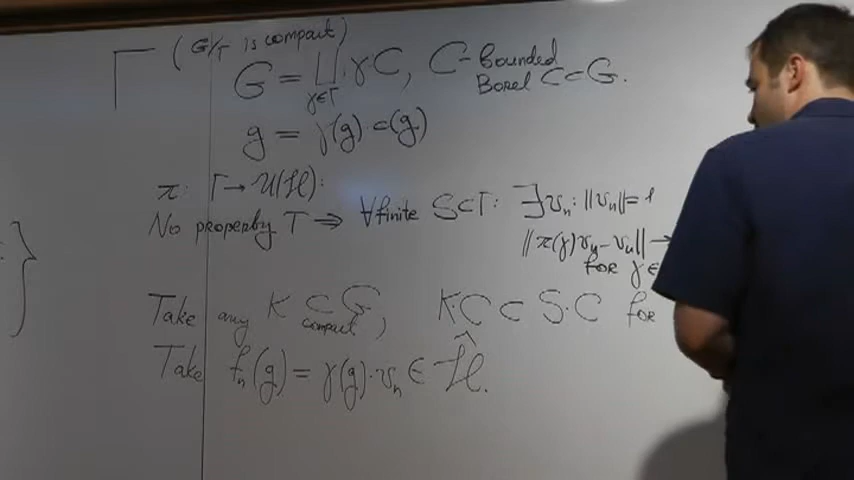 Γ (G/Γ is compact)
G = ⨆ γC, C - bounded
γ∈Γ Borel C⊂G.
g = γ(g)·c(g)
π: Γ→U(H):
No property T ⇒ ∀finite S⊂Γ: ∃vₙ: ‖vₙ‖=1
‖π(γ)vₙ - vₙ‖→
for γ∈
Take any K ⊂ G, KC ⊂ S·C for
compact
Take fₙ(g) = γ(g)·vₙ ∈ Ĥ.
}